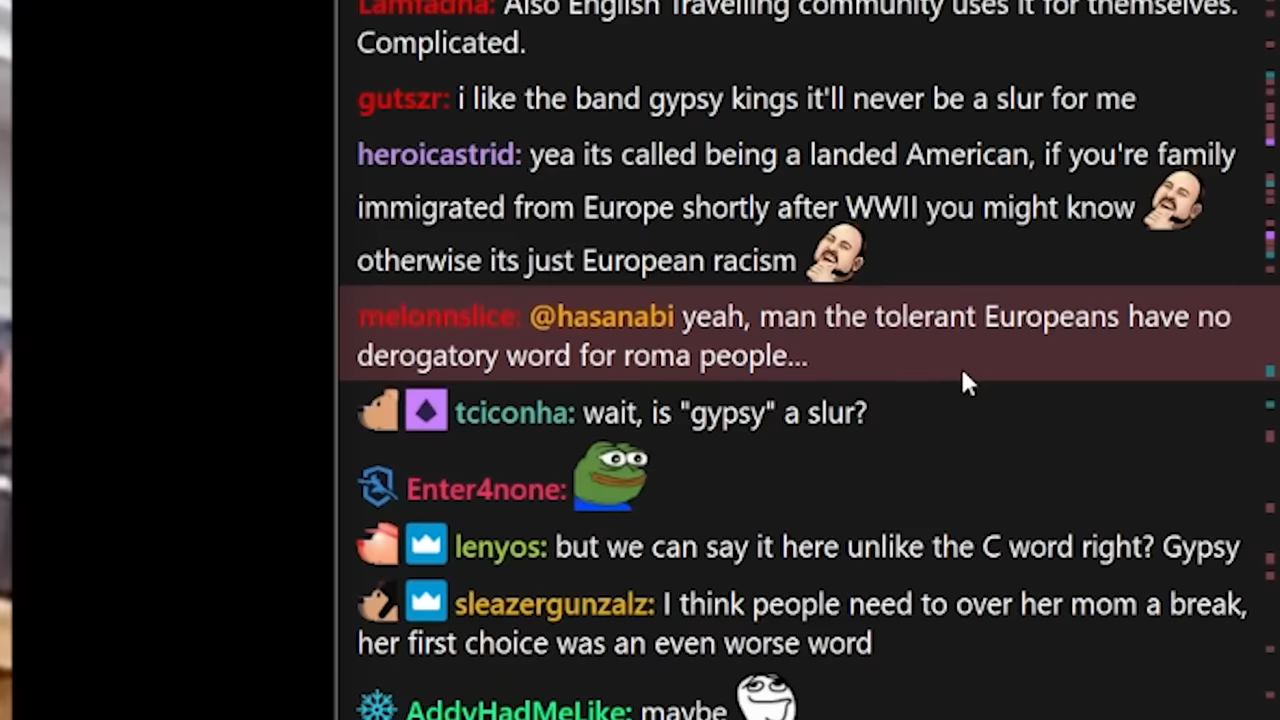 Lamfadha: Also English Travelling community uses it for themselves.
Complicated.
gutszr: i like the band gypsy kings it'll never be a slur for me
heroicastrid: yea its called being a landed American, if you're family
immigrated from Europe shortly after WWII you might know
otherwise its just European racism
melonnslice: @hasanabi yeah, man the tolerant Europeans have no
derogatory word for roma people...
tciconha: wait, is "gypsy" a slur?
Enter4none:
lenyos: but we can say it here unlike the C word right? Gypsy
sleazergunzalz: I think people need to over her mom a break,
her first choice was an even worse word
AddyHadMeLike: maybe